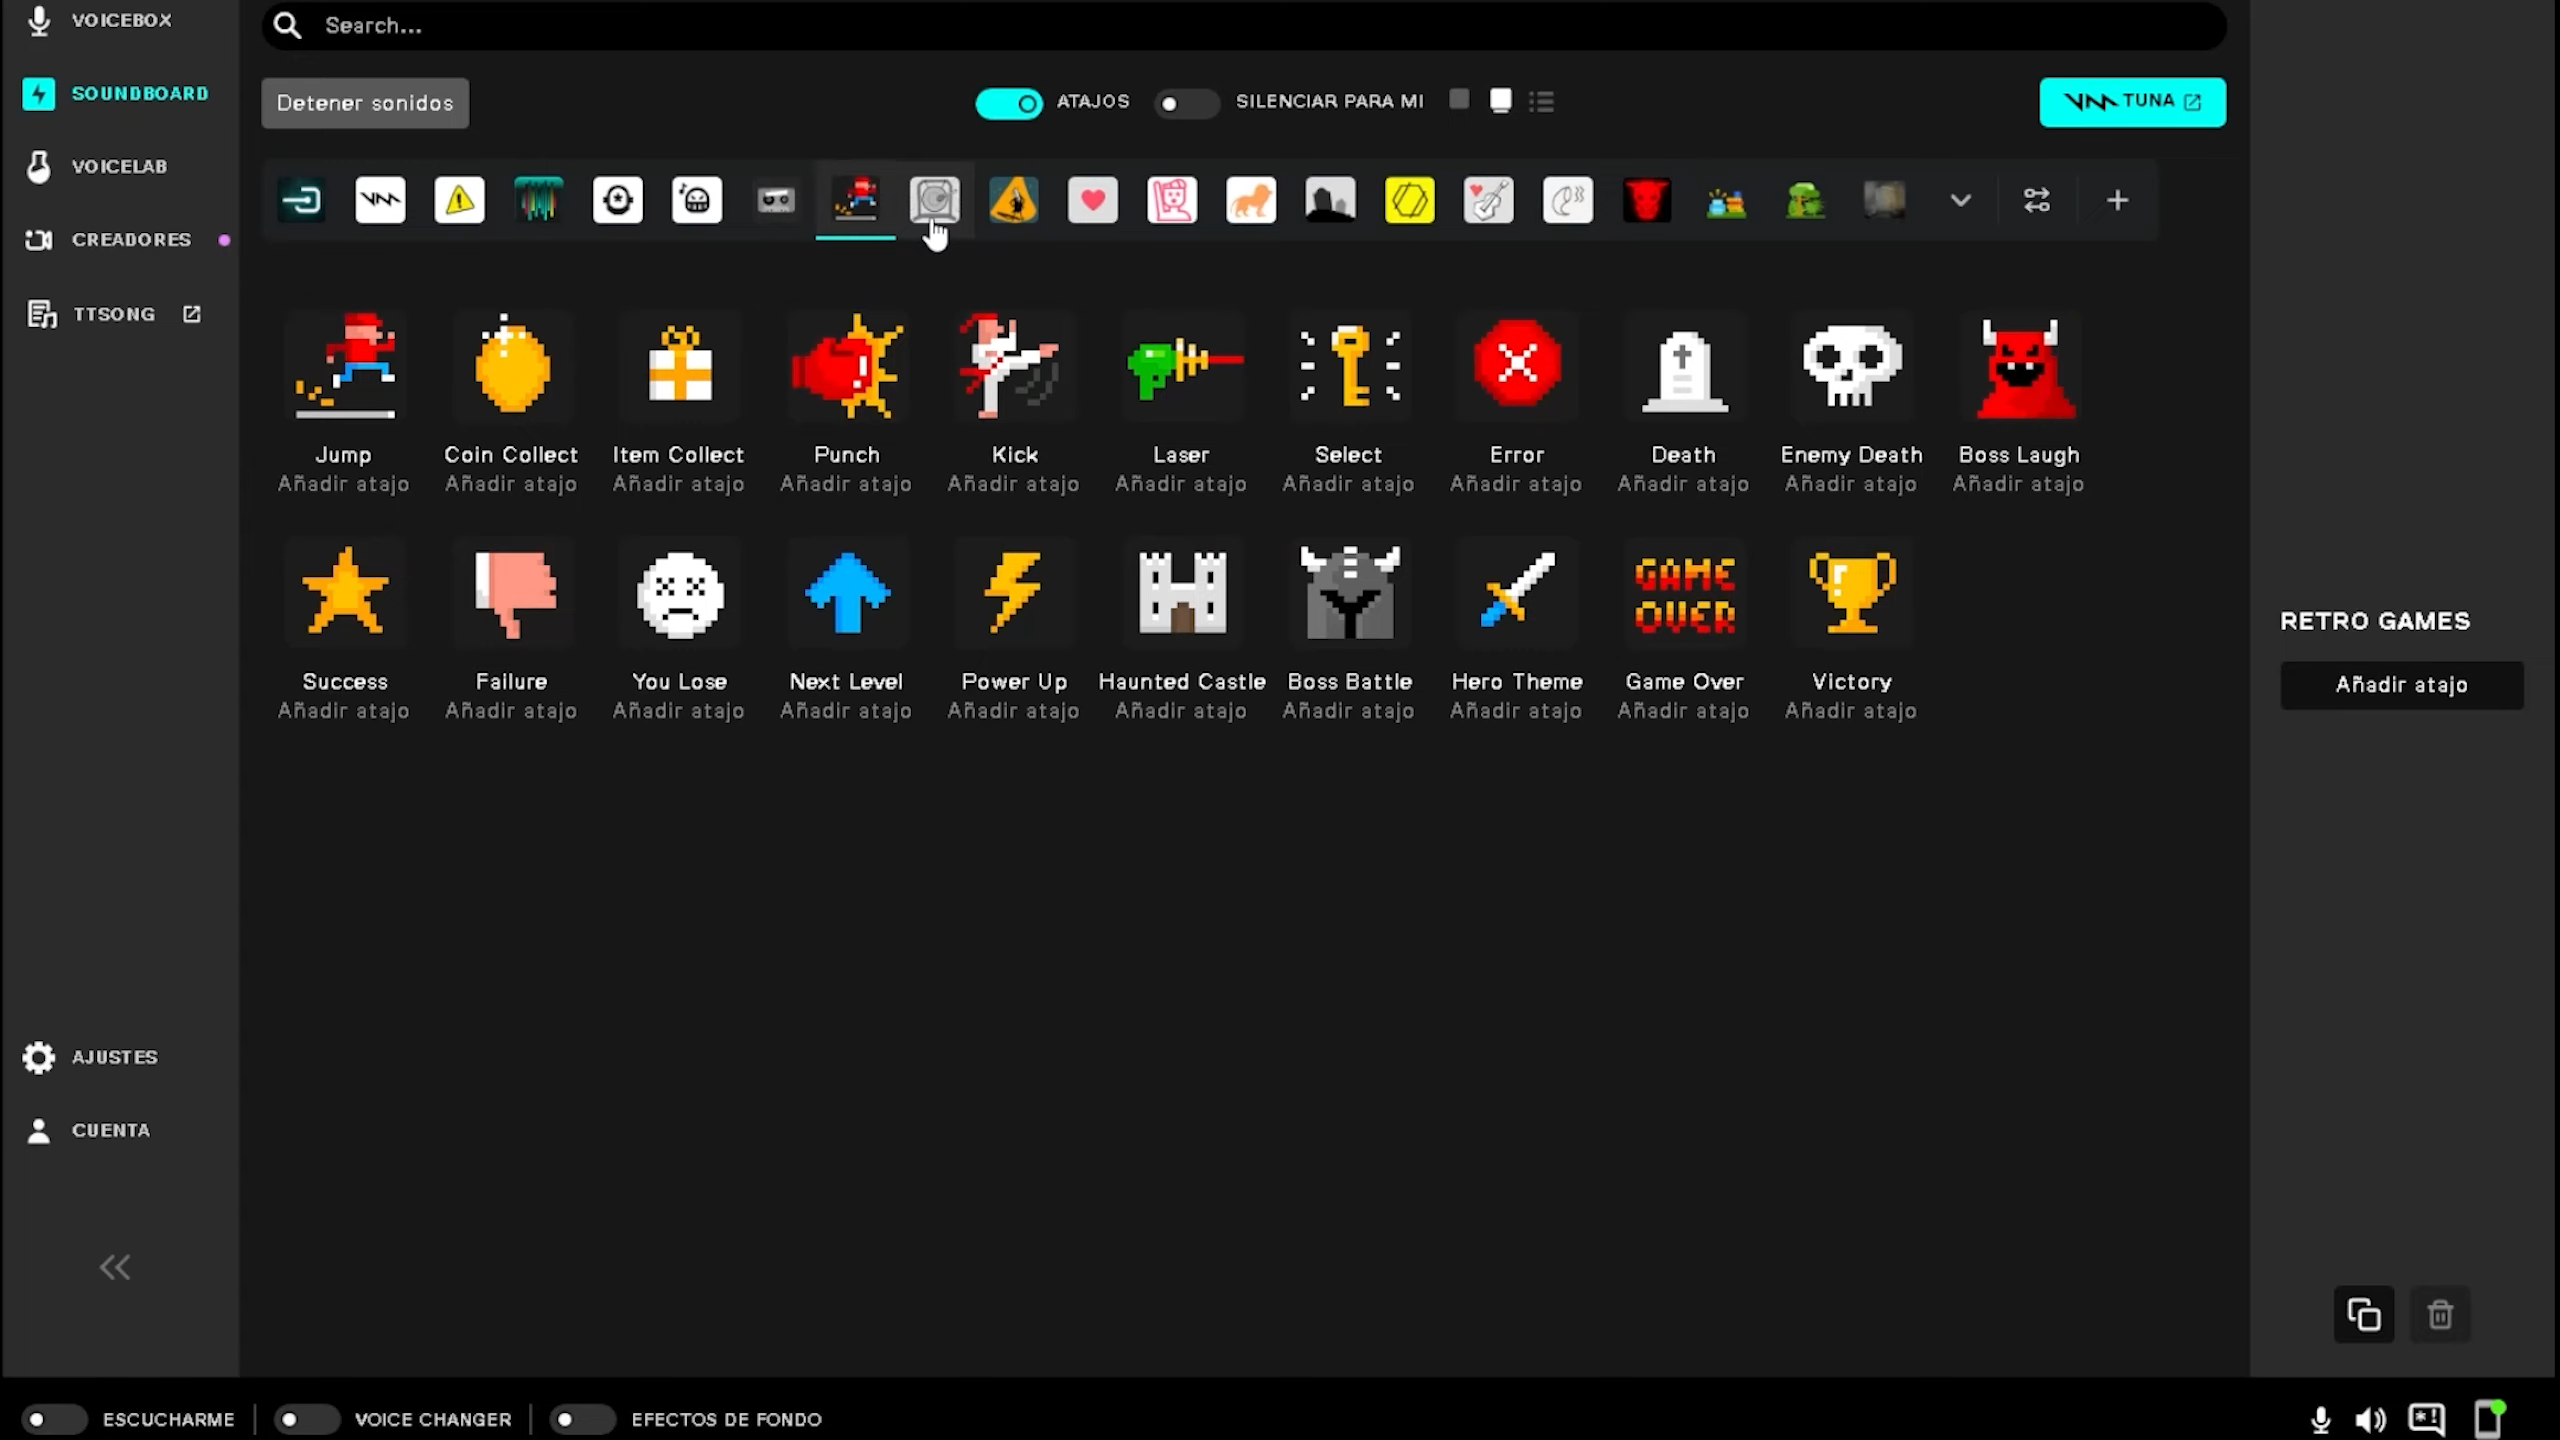 VOICEBOX
Search...
SOUNDBOARD
Detener sonidos
ATAJOS
SILENCIAR PARA MI
TUNA
VOICELAB
CREADORES
TTSONG
Jump
Coin Collect
Item Collect
Punch
Kick
Laser
Select
Error
Death
Enemy Death
Boss Laugh
Añadir atajo
Añadir atajo
Añadir atajo
Añadir atajo
Añadir atajo
Añadir atajo
Añadir atajo
Añadir atajo
Añadir atajo
Añadir atajo
Añadir atajo
GAME
OVER
Success
Failure
You Lose
Next Level
Power Up
Haunted Castle
Boss Battle
Hero Theme
Game Over
Victory
Añadir atajo
Añadir atajo
Añadir atajo
Añadir atajo
Añadir atajo
Añadir atajo
Añadir atajo
Añadir atajo
Añadir atajo
Añadir atajo
RETRO GAMES
Añadir atajo
AJUSTES
CUENTA
ESCUCHARME
VOICE CHANGER
EFECTOS DE FONDO